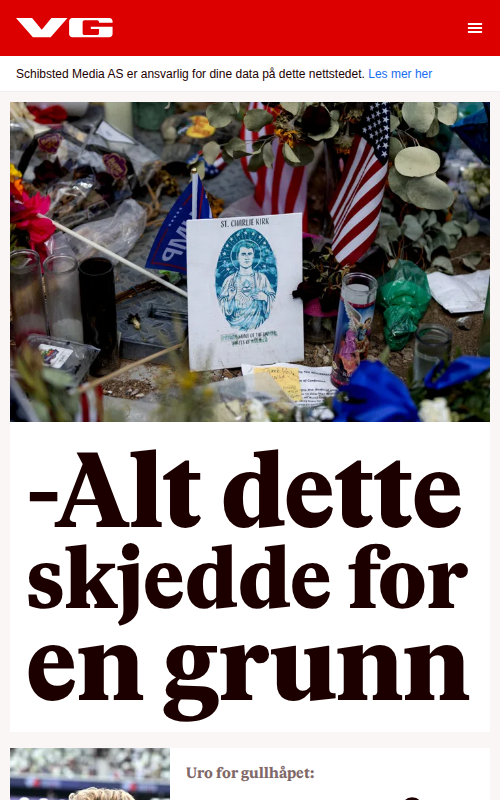 VG
Schibsted Media AS er ansvarlig for dine data på dette nettstedet. Les mer her
ST. CHARLIE KIRK
-Alt dette
skjedde for
en grunn
Uro for gullhåpet: